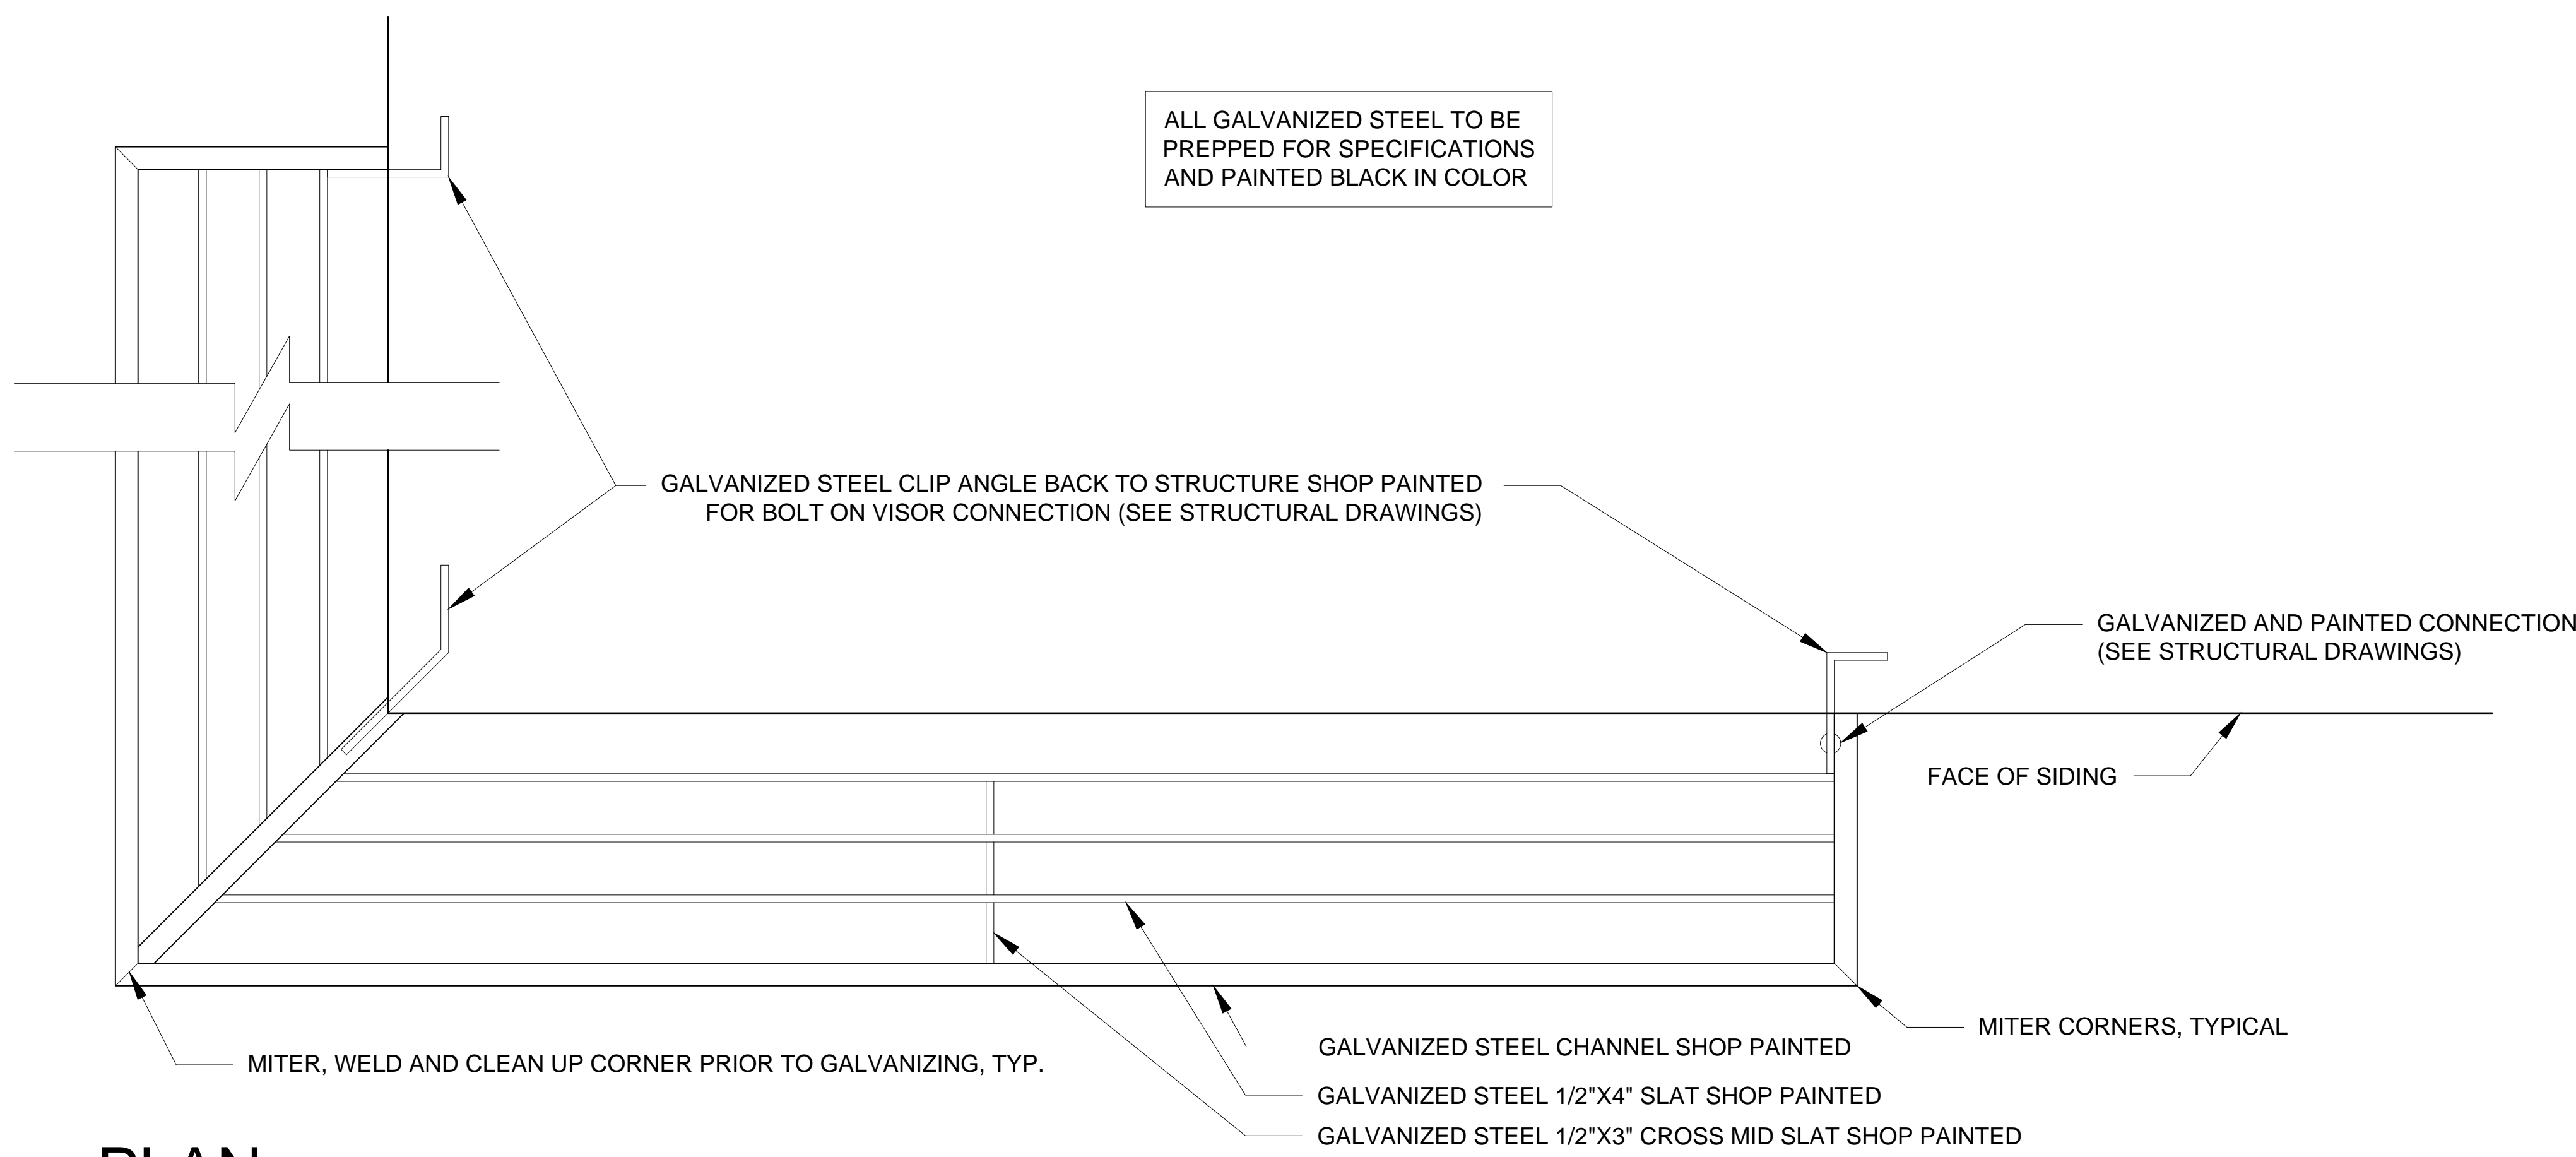 ALL GALVANIZED STEEL TO BE
PREPPED FOR SPECIFICATIONS
AND PAINTED BLACK IN COLOR
GALVANIZED STEEL CLIP ANGLE BACK TO STRUCTURE SHOP PAINTED
FOR BOLT ON VISOR CONNECTION (SEE STRUCTURAL DRAWINGS)
GALVANIZED AND PAINTED CONNECTION
(SEE STRUCTURAL DRAWINGS)
FACE OF SIDING
MITER CORNERS, TYPICAL
GALVANIZED STEEL CHANNEL SHOP PAINTED
MITER, WELD AND CLEAN UP CORNER PRIOR TO GALVANIZING, TYP.
GALVANIZED STEEL 1/2"X4" SLAT SHOP PAINTED
GALVANIZED STEEL 1/2"X3" CROSS MID SLAT SHOP PAINTED
PLAN